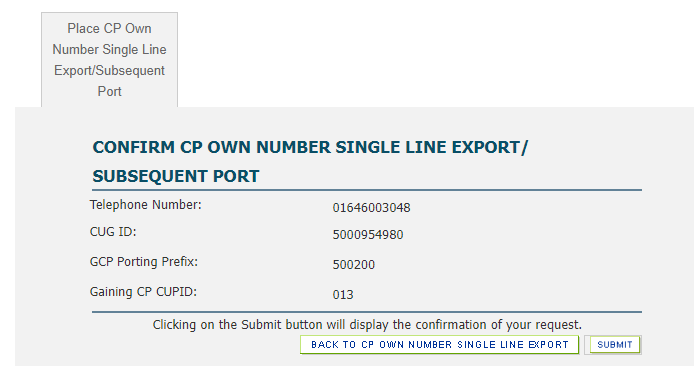 Place CP Own
Number Single Line
Export/Subsequent
Port
CONFIRM CP OWN NUMBER SINGLE LINE EXPORT/
SUBSEQUENT PORT
Telephone Number: 01646003048
CUG ID: 5000954980
GCP Porting Prefix: 500200
Gaining CP CUPID: 013
Clicking on the Submit button will display the confirmation of your request.
BACK TO CP OWN NUMBER SINGLE LINE EXPORT SUBMIT